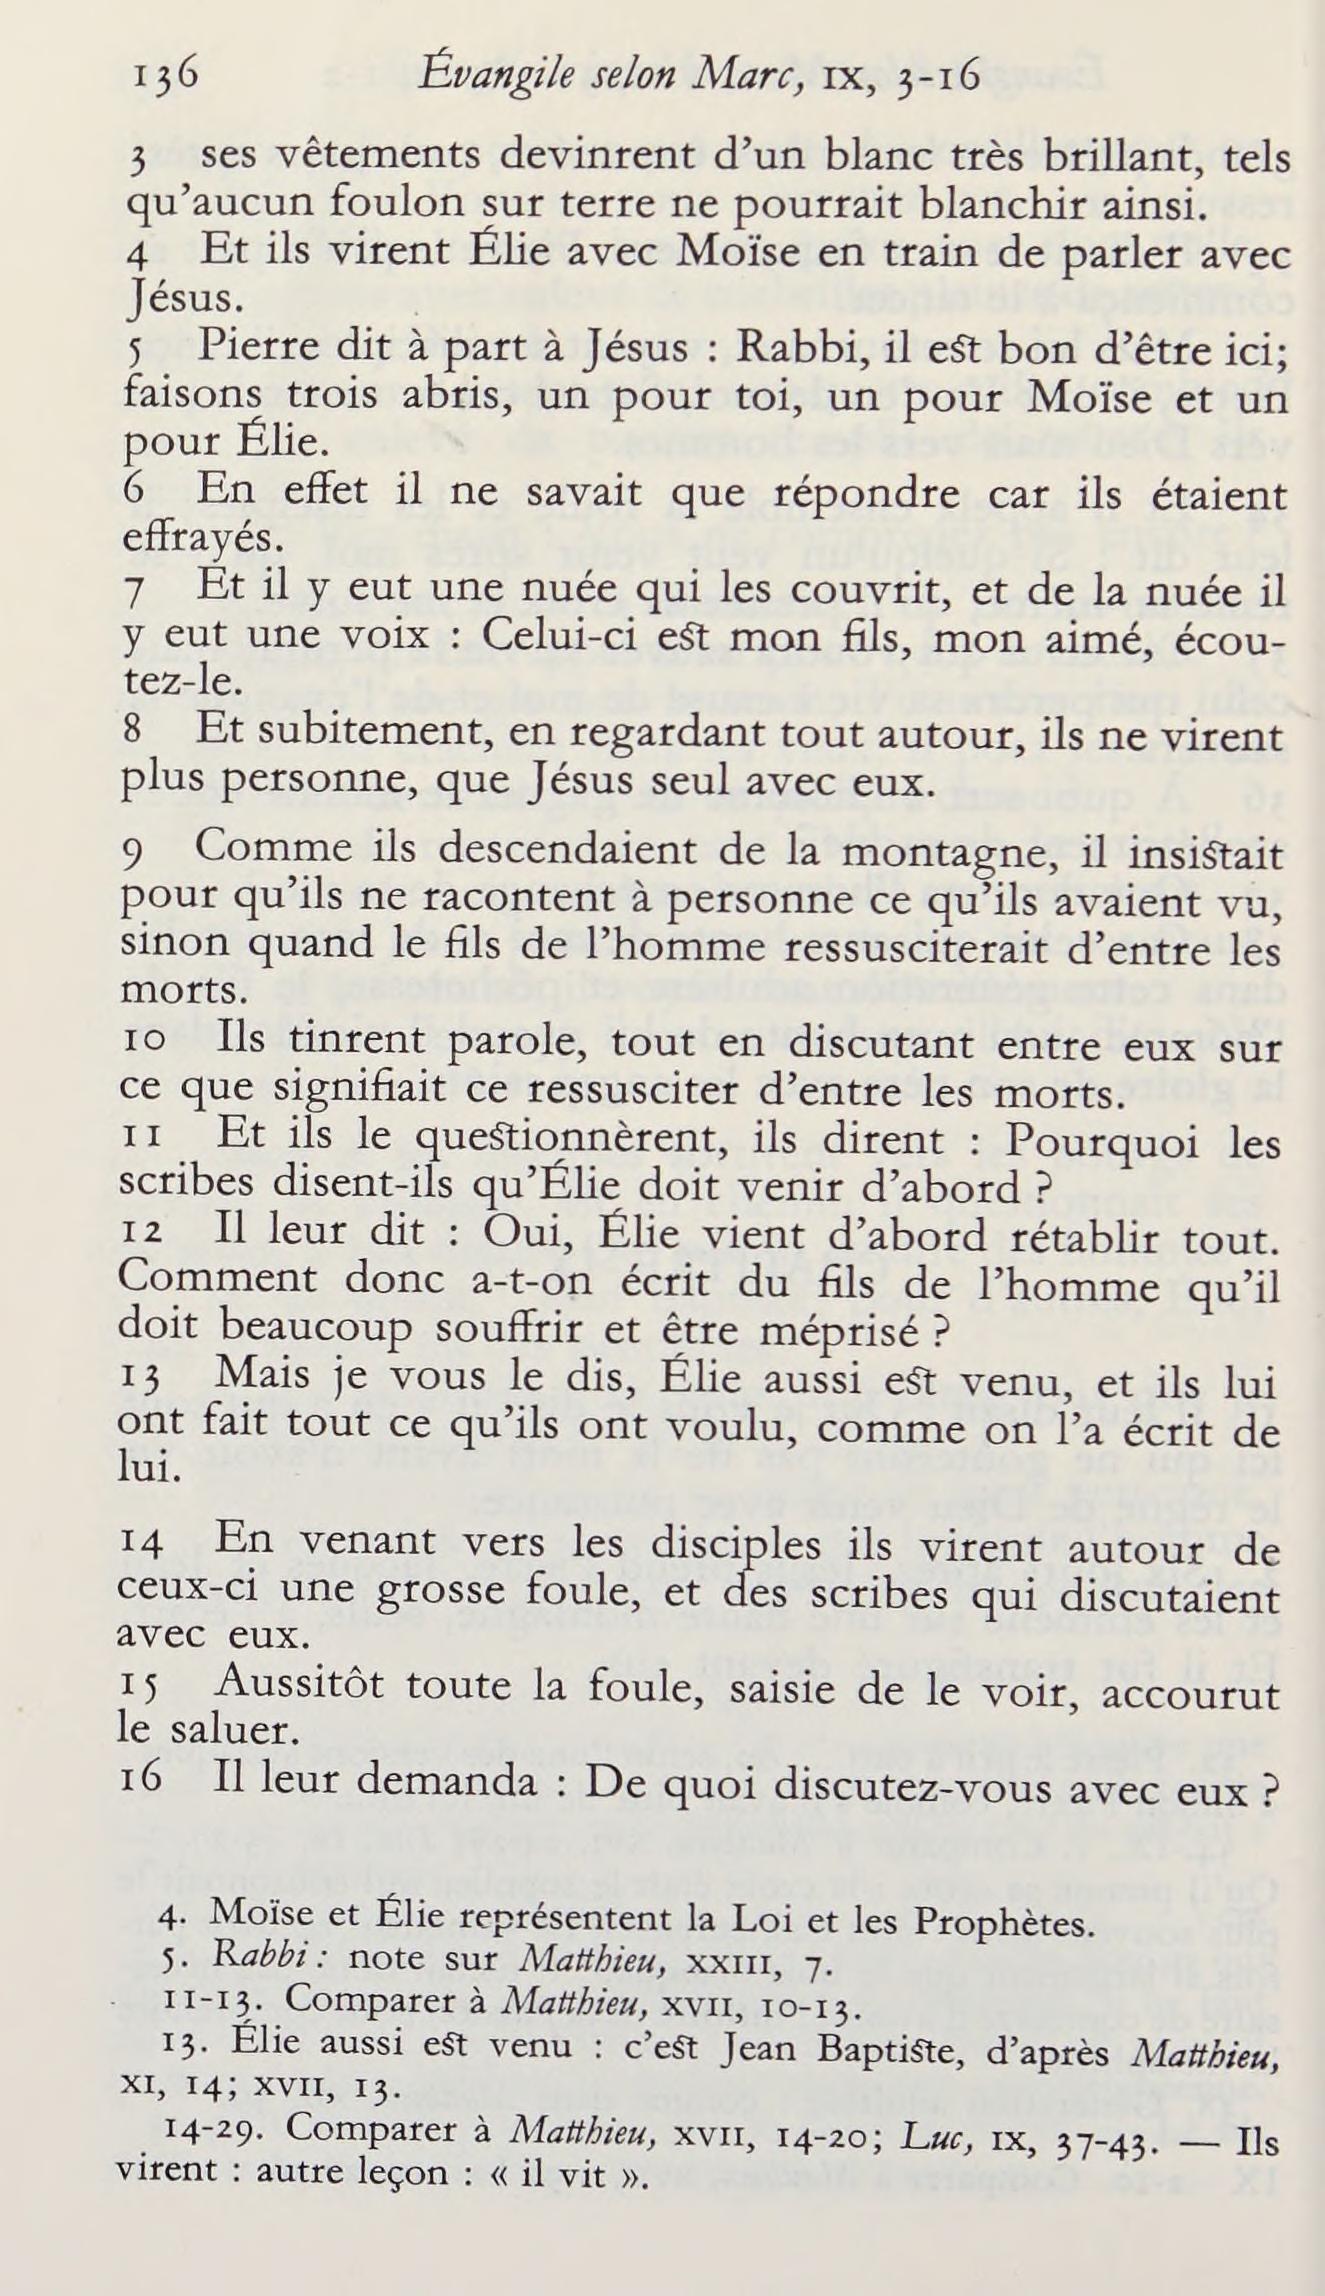 136 Évangile selon Marc, IX, 3-16
3 ses vêtements devinrent d'un blanc très brillant, tels
qu'aucun foulon sur terre ne pourrait blanchir ainsi.
4 Et ils virent Élie avec Moïse en train de parler avec
Jésus.
5 Pierre dit à part à Jésus : Rabbi, il est bon d'être ici;
faisons trois abris, un pour toi, un pour Moïse et un
pour Élie.
6 En effet il ne savait que répondre car ils étaient
effrayés.
7 Et il y eut une nuée qui les couvrit, et de la nuée il
y eut une voix : Celui-ci est mon fils, mon aimé, écou-
tez-le.
8 Et subitement, en regardant tout autour, ils ne virent
plus personne, que Jésus seul avec eux.
9 Comme ils descendaient de la montagne, il insistait
pour qu'ils ne racontent à personne ce qu'ils avaient vu,
sinon quand le fils de l'homme ressusciterait d'entre les
morts.
10 Ils tinrent parole, tout en discutant entre eux sur
ce que signifiait ce ressusciter d'entre les morts.
11 Et ils le questionnèrent, ils dirent : Pourquoi les
scribes disent-ils qu'Élie doit venir d'abord ?
12 Il leur dit : Oui, Élie vient d'abord rétablir tout.
Comment donc a-t-on écrit du fils de l'homme qu'il
doit beaucoup souffrir et être méprisé ?
13 Mais je vous le dis, Élie aussi est venu, et ils lui
ont fait tout ce qu'ils ont voulu, comme on l'a écrit de
lui.
14 En venant vers les disciples ils virent autour de
ceux-ci une grosse foule, et des scribes qui discutaient
avec eux.
15 Aussitôt toute la foule, saisie de le voir, accourut
le saluer.
16 Il leur demanda : De quoi discutez-vous avec eux ?
4. Moïse et Élie représentent la Loi et les Prophètes.
5. Rabbi : note sur Matthieu, XXIII, 7.
11-13. Comparer à Matthieu, XVII, 10-13.
13. Élie aussi est venu : c'est Jean Baptiste, d'après Matthieu,
XI, 14; XVII, 13.
14-29. Comparer à Matthieu, XVII, 14-20; Luc, IX, 37-43. — Ils
virent : autre leçon : « il vit ».